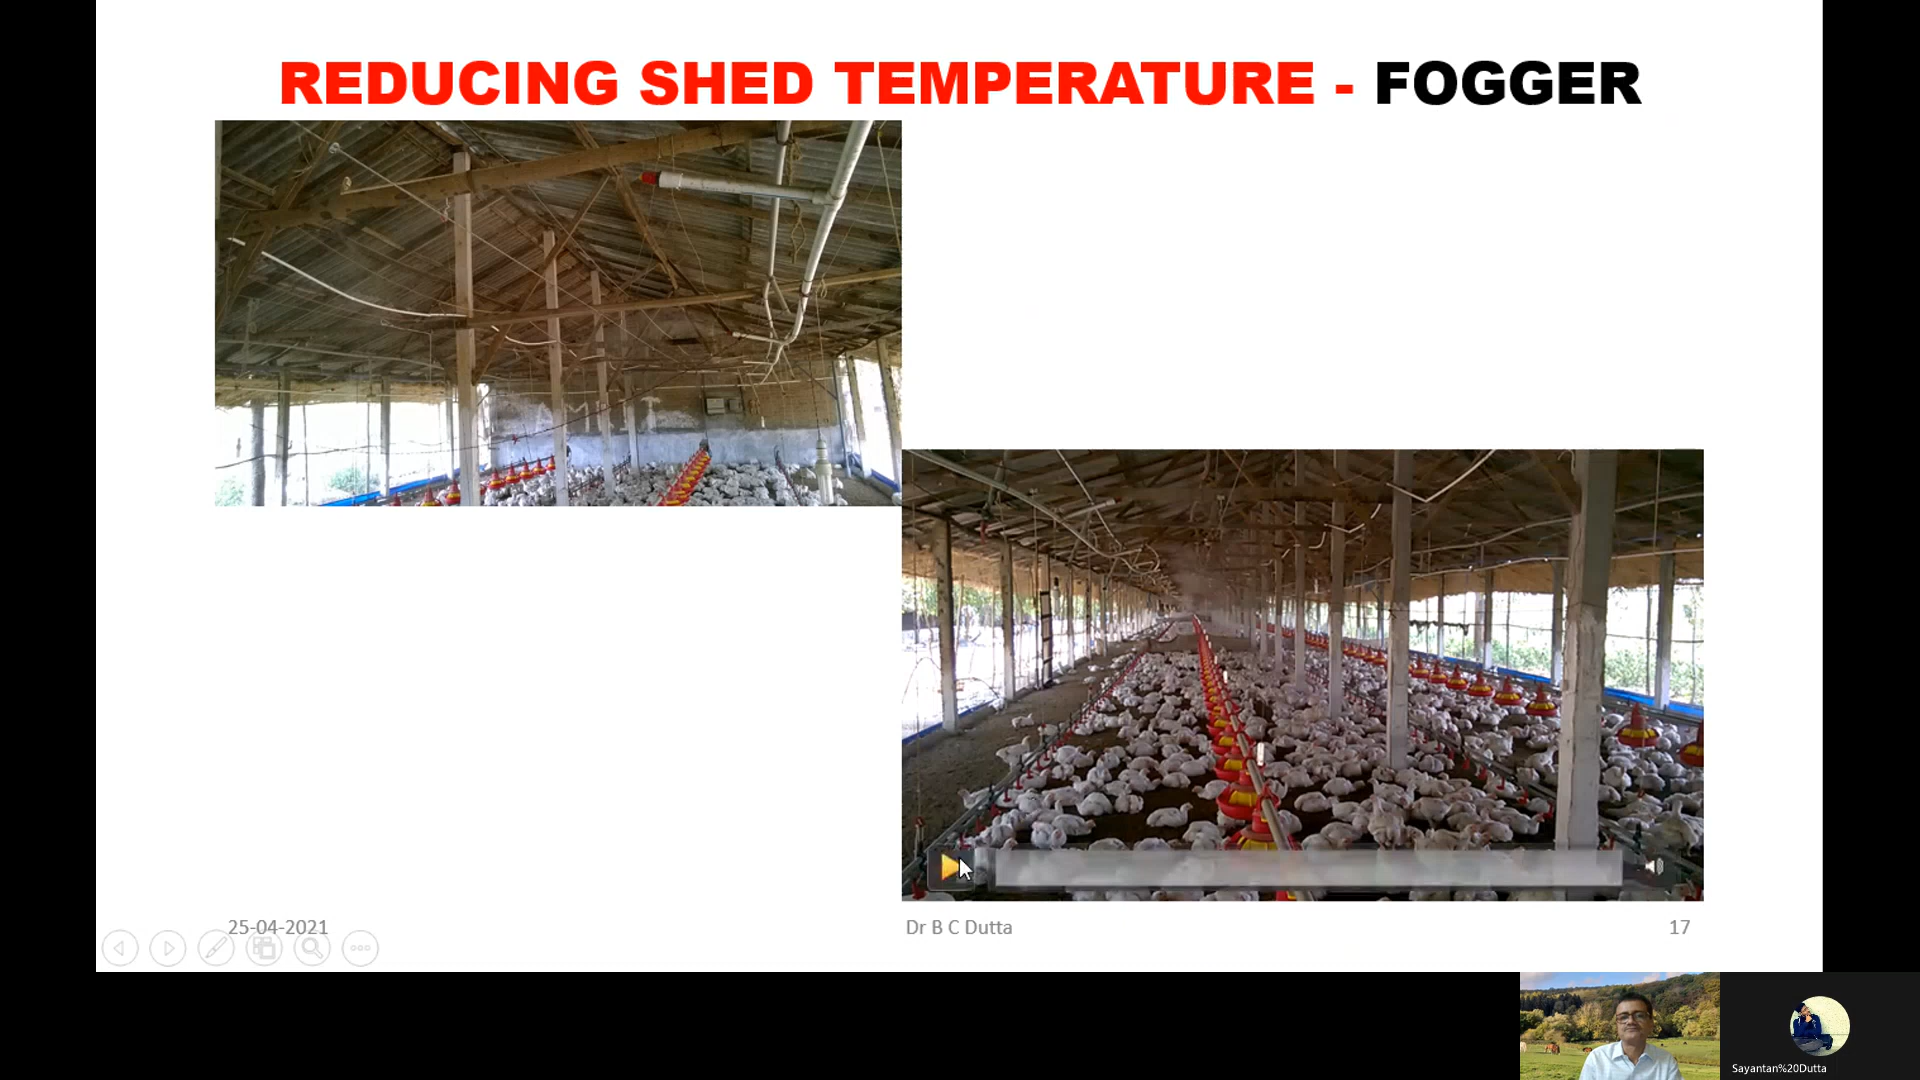 REDUCING SHED TEMPERATURE - FOGGER
25-04-2021
Dr B C Dutta
17
Sayantan%20Dutta